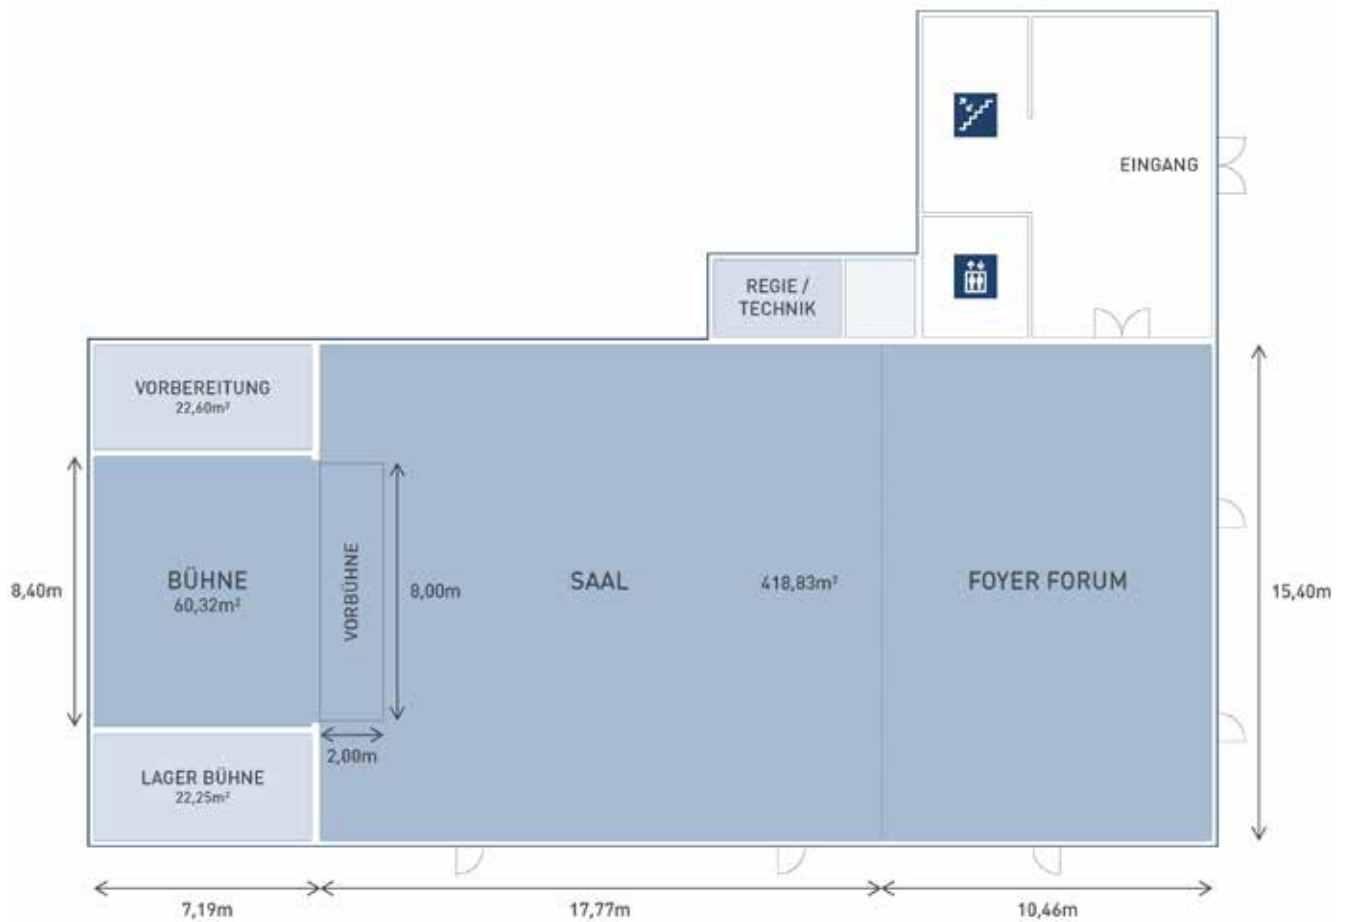 EINGANG
REGIE /
TECHNIK
VORBEREITUNG
22,60m²
8,40m
BÜHNE
60,32m²
VORBÜHNE
8,00m
SAAL
418,83m²
FOYER FORUM
15,40m
2,00m
LAGER BÜHNE
22,25m²
7,19m
17,77m
10,46m